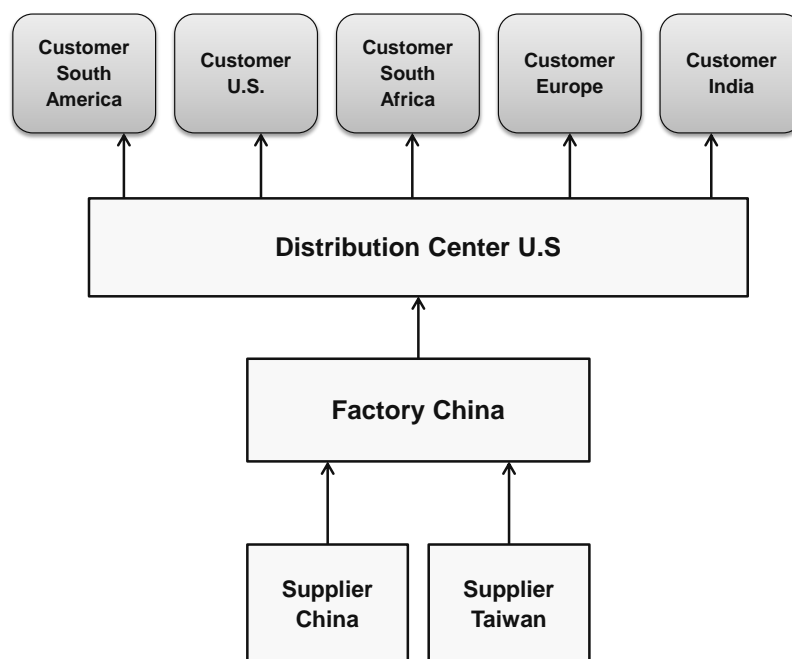 Customer
South
America
Customer
U.S.
Customer
South
Africa
Customer
Europe
Customer
India
Distribution Center U.S
Factory China
Supplier
China
Supplier
Taiwan